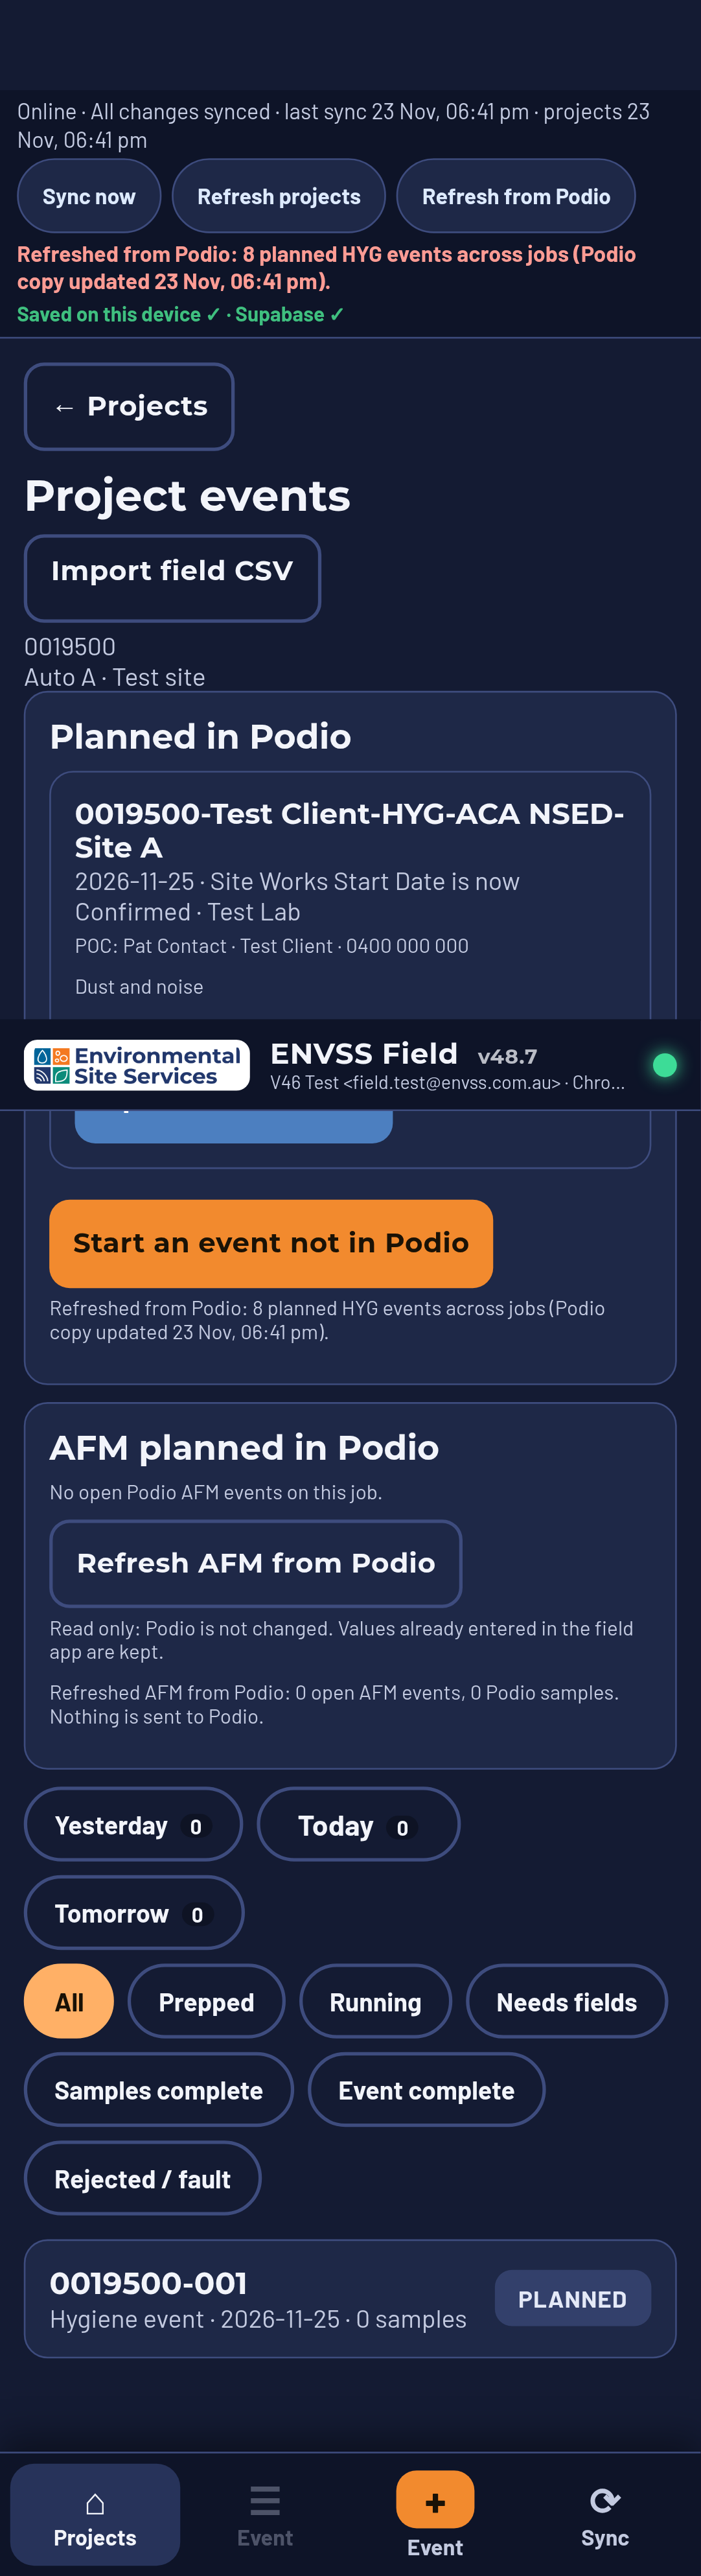 Online · All changes synced · last sync 23 Nov, 06:41 pm · projects 23
Nov, 06:41 pm
Sync now
Refresh projects
Refresh from Podio
Refreshed from Podio: 8 planned HYG events across jobs (Podio
copy updated 23 Nov, 06:41 pm).
Saved on this device ✓ · Supabase ✓
← Projects
Project events
Import field CSV
0019500
Auto A · Test site
Planned in Podio
0019500-Test Client-HYG-ACA NSED-
Site A
2026-11-25 · Site Works Start Date is now
Confirmed · Test Lab
POC: Pat Contact · Test Client · 0400 000 000
Dust and noise
Environmental
Site Services
ENVSS Field v48.7
V46 Test <field.test@envss.com.au> · Chro...
Start an event not in Podio
Refreshed from Podio: 8 planned HYG events across jobs (Podio
copy updated 23 Nov, 06:41 pm).
AFM planned in Podio
No open Podio AFM events on this job.
Refresh AFM from Podio
Read only: Podio is not changed. Values already entered in the field
app are kept.
Refreshed AFM from Podio: 0 open AFM events, 0 Podio samples.
Nothing is sent to Podio.
Yesterday 0
Today 0
Tomorrow 0
All
Prepped
Running
Needs fields
Samples complete
Event complete
Rejected / fault
0019500-001
Hygiene event · 2026-11-25 · 0 samples
PLANNED
Projects
Event
+
Event
Sync